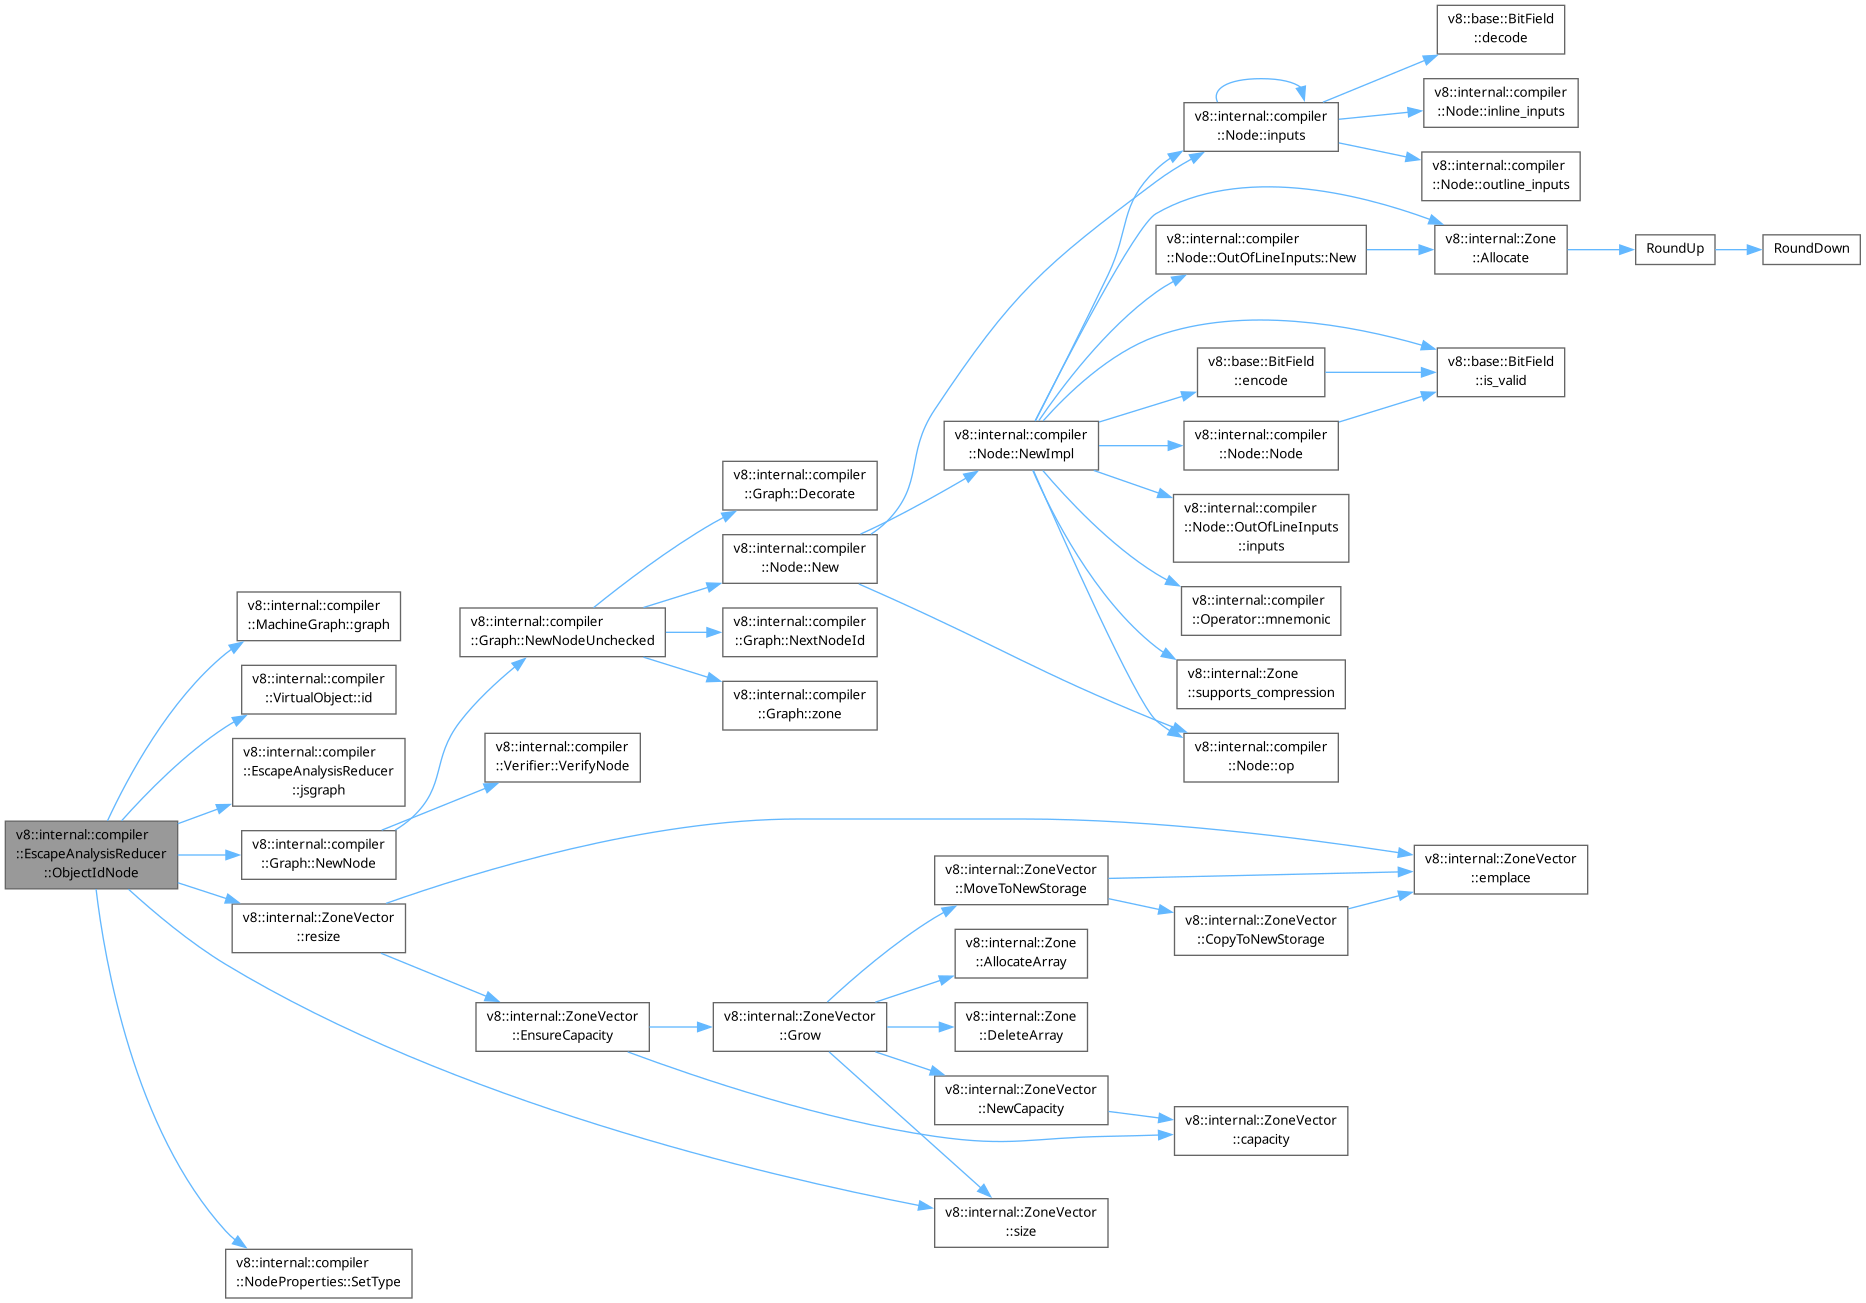 v8::base::BitField
::decode
v8::internal::compiler
::Node::inline_inputs
v8::internal::compiler
::Node::inputs
v8::internal::compiler
::Node::outline_inputs
v8::internal::compiler
::Node::OutOfLineInputs::New
v8::internal::Zone
::Allocate
RoundUp
RoundDown
v8::base::BitField
::encode
v8::base::BitField
::is_valid
v8::internal::compiler
::Node::NewImpl
v8::internal::compiler
::Node::Node
v8::internal::compiler
::Graph::Decorate
v8::internal::compiler
::Node::OutOfLineInputs
::inputs
v8::internal::compiler
::Node::New
v8::internal::compiler
::MachineGraph::graph
v8::internal::compiler
::Graph::NewNodeUnchecked
v8::internal::compiler
::Graph::NextNodeId
v8::internal::compiler
::Operator::mnemonic
v8::internal::compiler
::VirtualObject::id
v8::internal::compiler
::Graph::zone
v8::internal::Zone
::supports_compression
v8::internal::compiler
::EscapeAnalysisReducer
::jsgraph
v8::internal::compiler
::Verifier::VerifyNode
v8::internal::compiler
::Node::op
v8::internal::compiler
::EscapeAnalysisReducer
::ObjectIdNode
v8::internal::compiler
::Graph::NewNode
v8::internal::ZoneVector
::MoveToNewStorage
v8::internal::ZoneVector
::emplace
v8::internal::ZoneVector
::resize
v8::internal::ZoneVector
::CopyToNewStorage
v8::internal::Zone
::AllocateArray
v8::internal::ZoneVector
::EnsureCapacity
v8::internal::ZoneVector
::Grow
v8::internal::Zone
::DeleteArray
v8::internal::ZoneVector
::NewCapacity
v8::internal::ZoneVector
::capacity
v8::internal::ZoneVector
::size
v8::internal::compiler
::NodeProperties::SetType